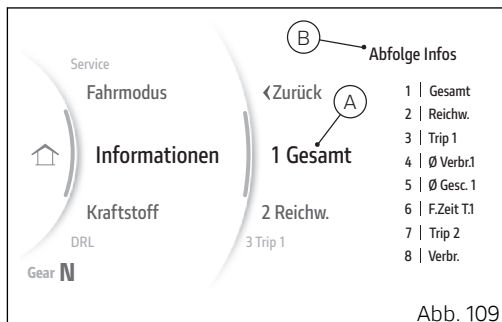 B
Abfolge Infos
Service
Fahrmodus
Informationen
Kraftstoff
DRL
Gear N
‹Zurück
A
1 Gesamt
2 Reichw.
3 Trip 1
1 | Gesamt
2 | Reichw.
3 | Trip 1
4 | Ø Verbr.1
5 | Ø Gesc. 1
6 | F.Zeit T.1
7 | Trip 2
8 | Verbr.
Abb. 109